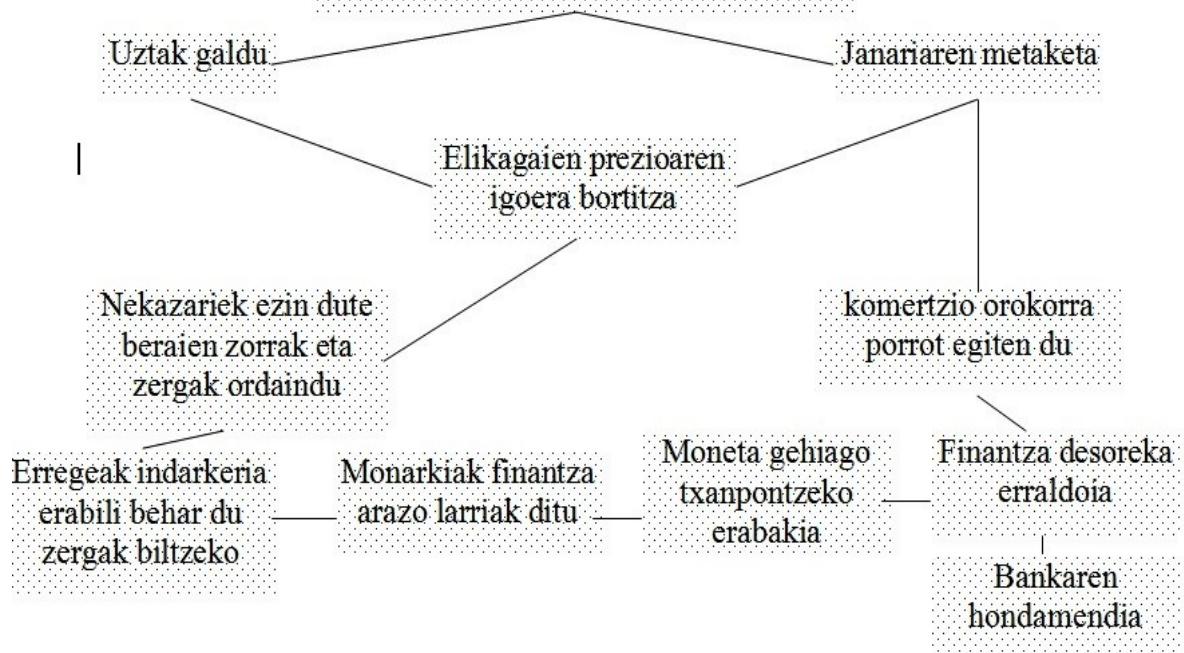 Uztak galdu
Janariaren metaketa
Elikagaien prezioaren
igoera bortitza
Nekazariek ezin dute
beraien zorrak eta
zergak ordaindu
komertzio orokorra
porrot egiten du
Erregeak indarkeria
erabili behar du
zergak biltzeko
Monarkiak finantza
arazo larriak ditu
Moneta gehiago
txanpontzeko
erabakia
Finantza desoreka
erraldoia
Bankaren
hondamendia